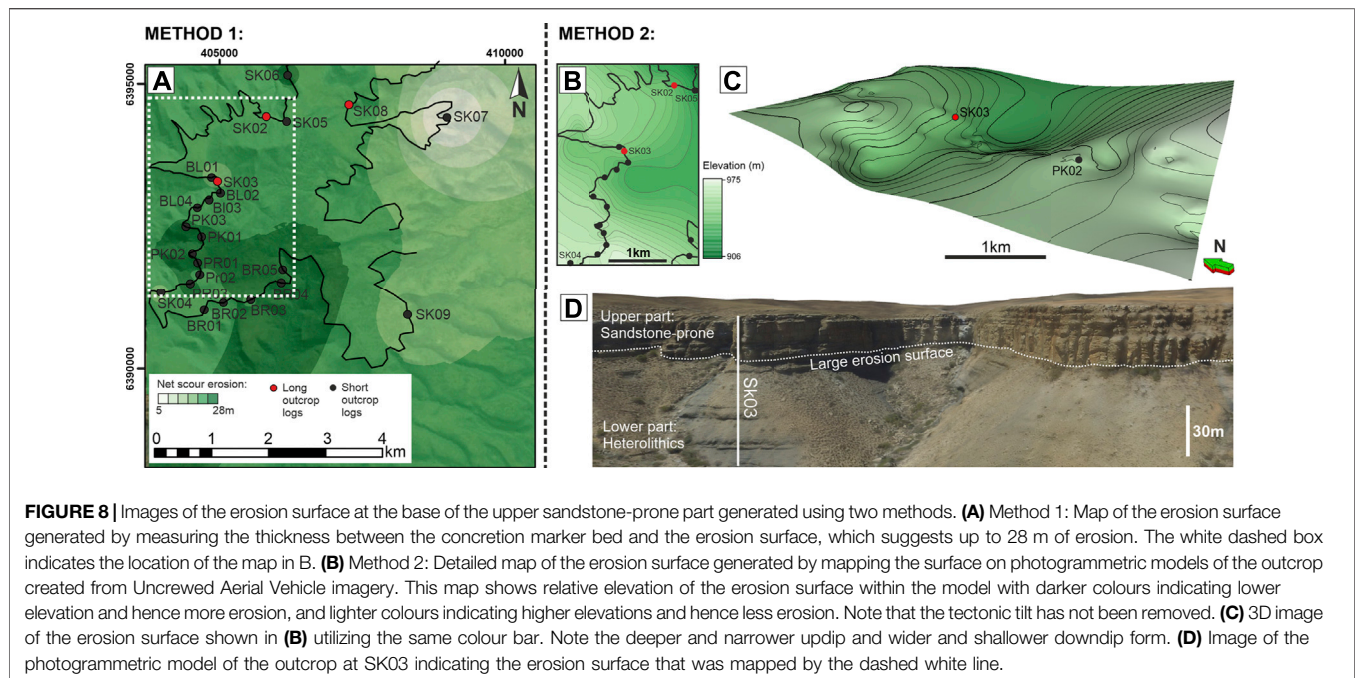 METHOD 1:
METHOD 2:
405000
410000
6395000
6390000
A
N
SK06
SK08
SK07
SK02
SK05
BL01
SK03
BL02
BL04
Bl03
PK03
PK01
PK02
PR01
BR05
Pr02
SK04
BR03
BR02
BR01
SK09
Net scour erosion:
5
28m
Long outcrop logs
Short outcrop logs
0
1
2
3
4
km
B
SK02
SK05
SK03
SK04
1km
Elevation (m)
975
906
C
SK03
PK02
1km
N
D
Upper part:
Sandstone-prone
Large erosion surface
Sk03
Lower part:
Heterolithics
30m
FIGURE 8 | Images of the erosion surface at the base of the upper sandstone-prone part generated using two methods. (A) Method 1: Map of the erosion surface
generated by measuring the thickness between the concretion marker bed and the erosion surface, which suggests up to 28 m of erosion. The white dashed box
indicates the location of the map in B. (B) Method 2: Detailed map of the erosion surface generated by mapping the surface on photogrammetric models of the outcrop
created from Uncrewed Aerial Vehicle imagery. This map shows relative elevation of the erosion surface within the model with darker colours indicating lower
elevation and hence more erosion, and lighter colours indicating higher elevations and hence less erosion. Note that the tectonic tilt has not been removed. (C) 3D image
of the erosion surface shown in (B) utilizing the same colour bar. Note the deeper and narrower updip and wider and shallower downdip form. (D) Image of the
photogrammetric model of the outcrop at SK03 indicating the erosion surface that was mapped by the dashed white line.